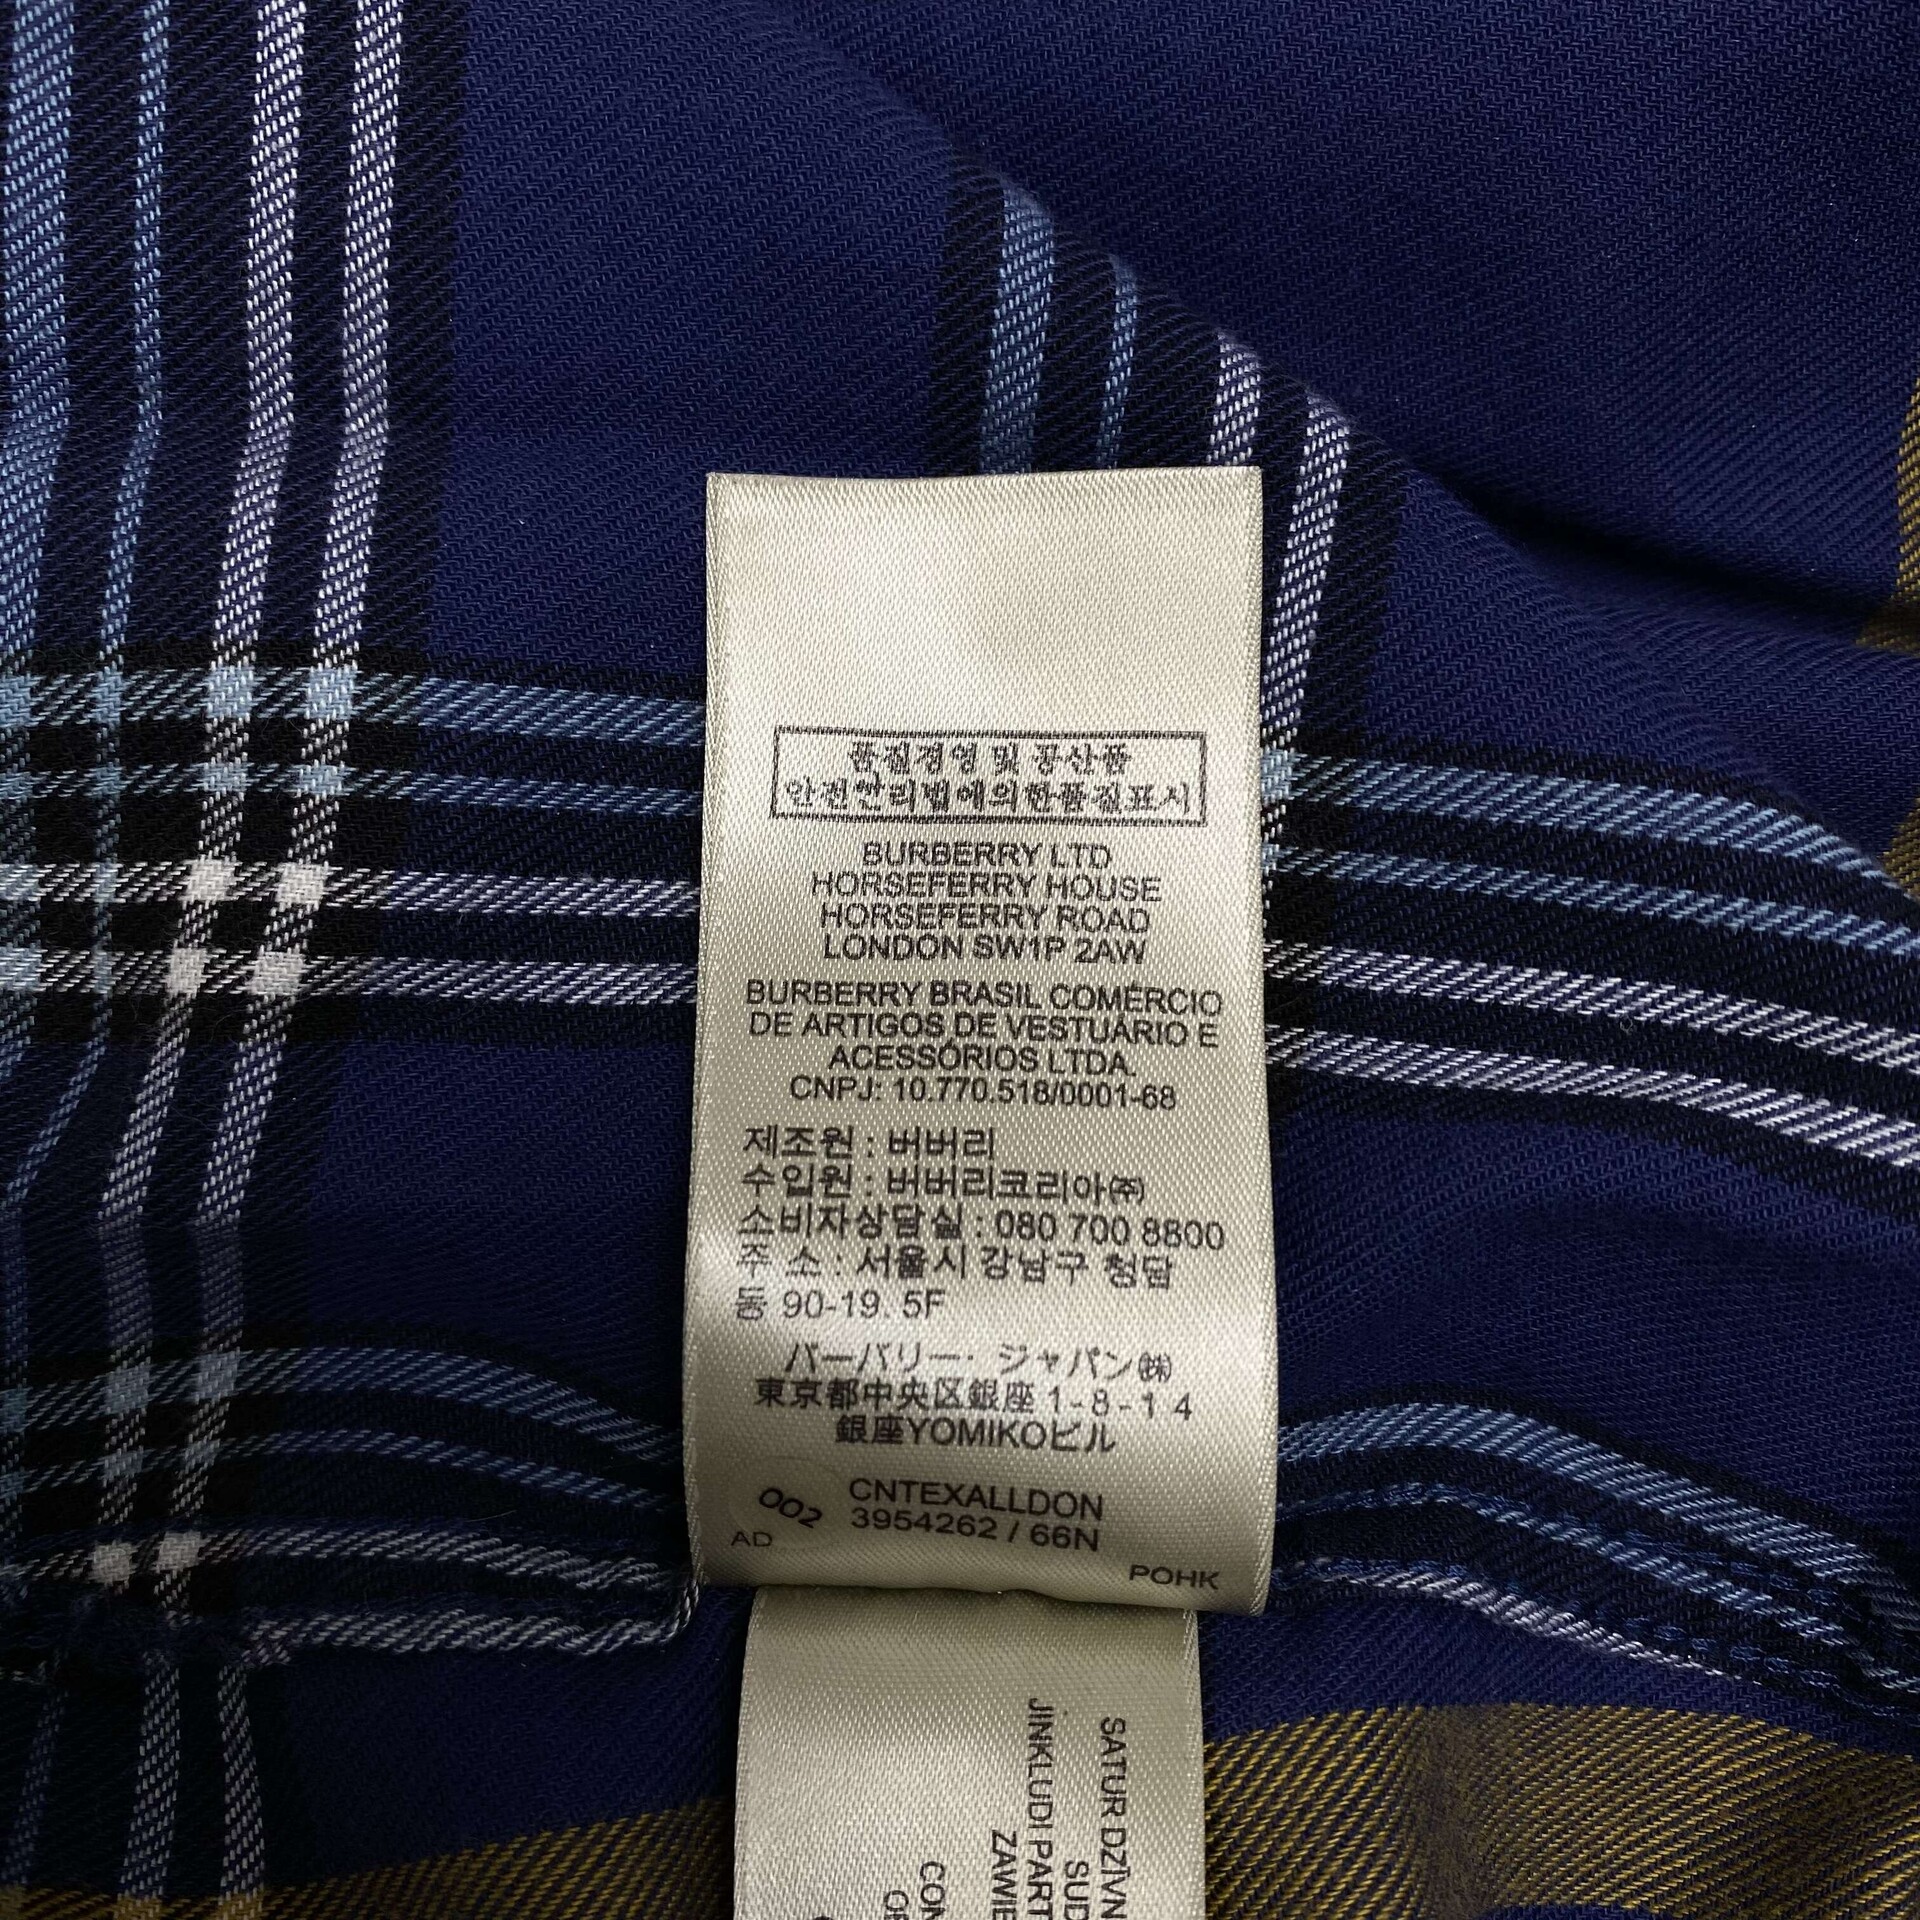 품질경영 및 공산품
안전관리법에의한품질표시
BURBERRY LTD
HORSEFERRY HOUSE
HORSEFERRY ROAD
LONDON SW1P 2AW
BURBERRY BRASIL COMÉRCIO
DE ARTIGOS DE VESTUÁRIO E
ACESSÓRIOS LTDA.
CNPJ: 10.770.518/0001-68
제조원 : 버버리
수입원 : 버버리코리아㈜
소비자상담실 : 080 700 8800
주 소 : 서울시 강남구 청담
동 90-19. 5F
バーバリー・ジャパン㈱
東京都中央区銀座 1-8-14
銀座YOMIKOビル
CNTEXALLDON
3954262 / 66N
002
AD
POHK
SATUR DZĪVN
SUD
JINKLUDI PART
ZAWIE
CON